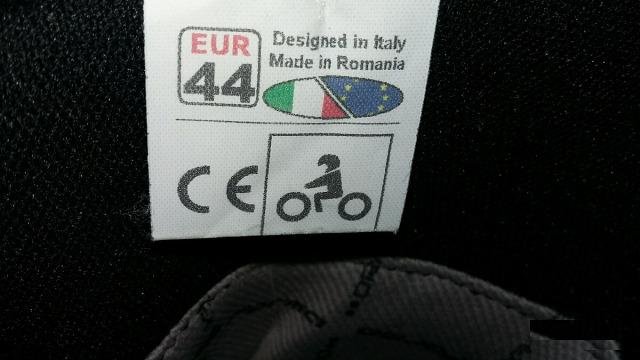 EUR
44
Designed in Italy
Made in Romania
CE